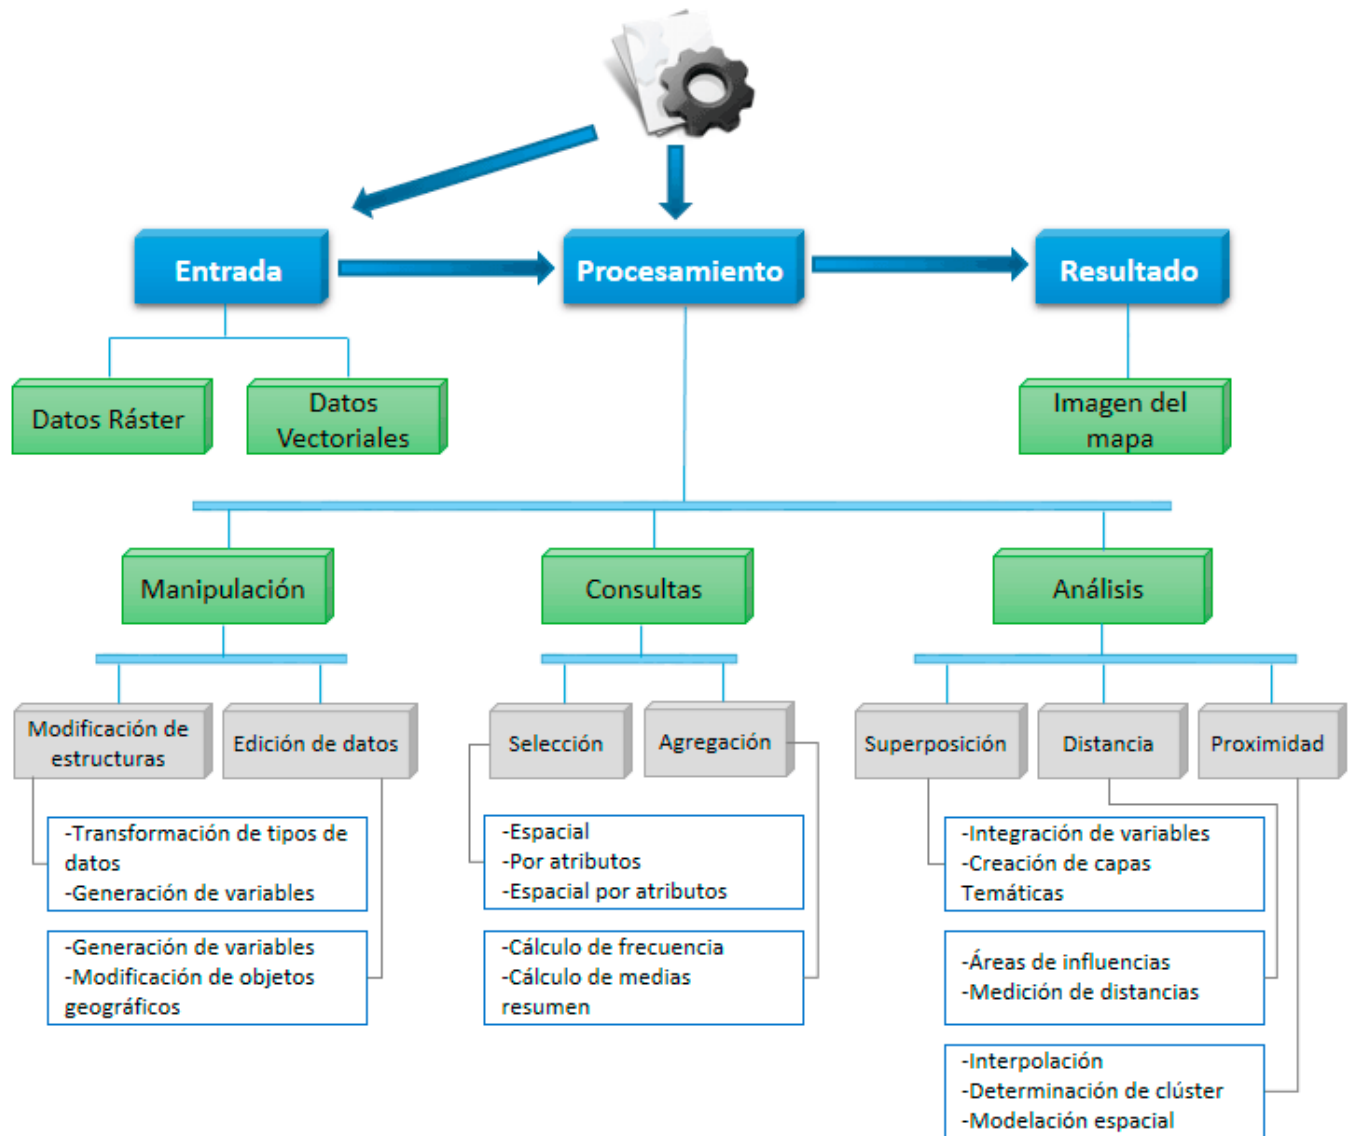 Entrada
Procesamiento
Resultado
Datos Ráster
Datos
Vectoriales
Imagen del
mapa
Manipulación
Consultas
Análisis
Modificación de
estructuras
Edición de datos
Selección
Agregación
Superposición
Distancia
Proximidad
-Transformación de tipos de
datos
-Generación de variables
-Generación de variables
-Modificación de objetos
geográficos
-Espacial
-Por atributos
-Espacial por atributos
-Cálculo de frecuencia
-Cálculo de medias
resumen
-Integración de variables
-Creación de capas
Temáticas
-Áreas de influencias
-Medición de distancias
-Interpolación
-Determinación de clúster
-Modelación espacial